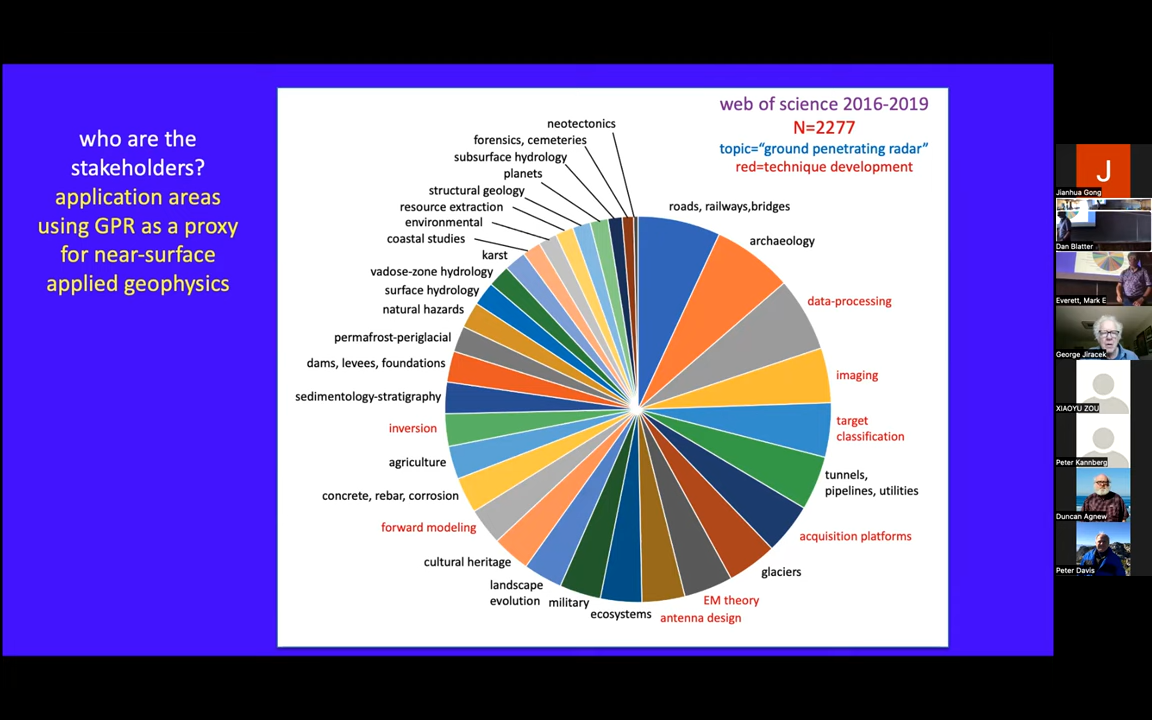 who are the
stakeholders?
application areas
using GPR as a proxy
for near-surface
applied geophysics
web of science 2016-2019
N=2277
topic=“ground penetrating radar”
red=technique development
neotectonics
forensics, cemeteries
subsurface hydrology
planets
structural geology
resource extraction
environmental
coastal studies
karst
vadose-zone hydrology
surface hydrology
natural hazards
permafrost-periglacial
dams, levees, foundations
sedimentology-stratigraphy
inversion
agriculture
concrete, rebar, corrosion
forward modeling
cultural heritage
landscape
evolution
military
ecosystems
antenna design
EM theory
glaciers
acquisition platforms
tunnels,
pipelines, utilities
target
classification
imaging
data-processing
archaeology
roads, railways,bridges
J
Jianhua Gong
Dan Blatter
Everett, Mark E
George Jiracek
XIAOYU ZOU
Peter Kannberg
Duncan Agnew
Peter Davis